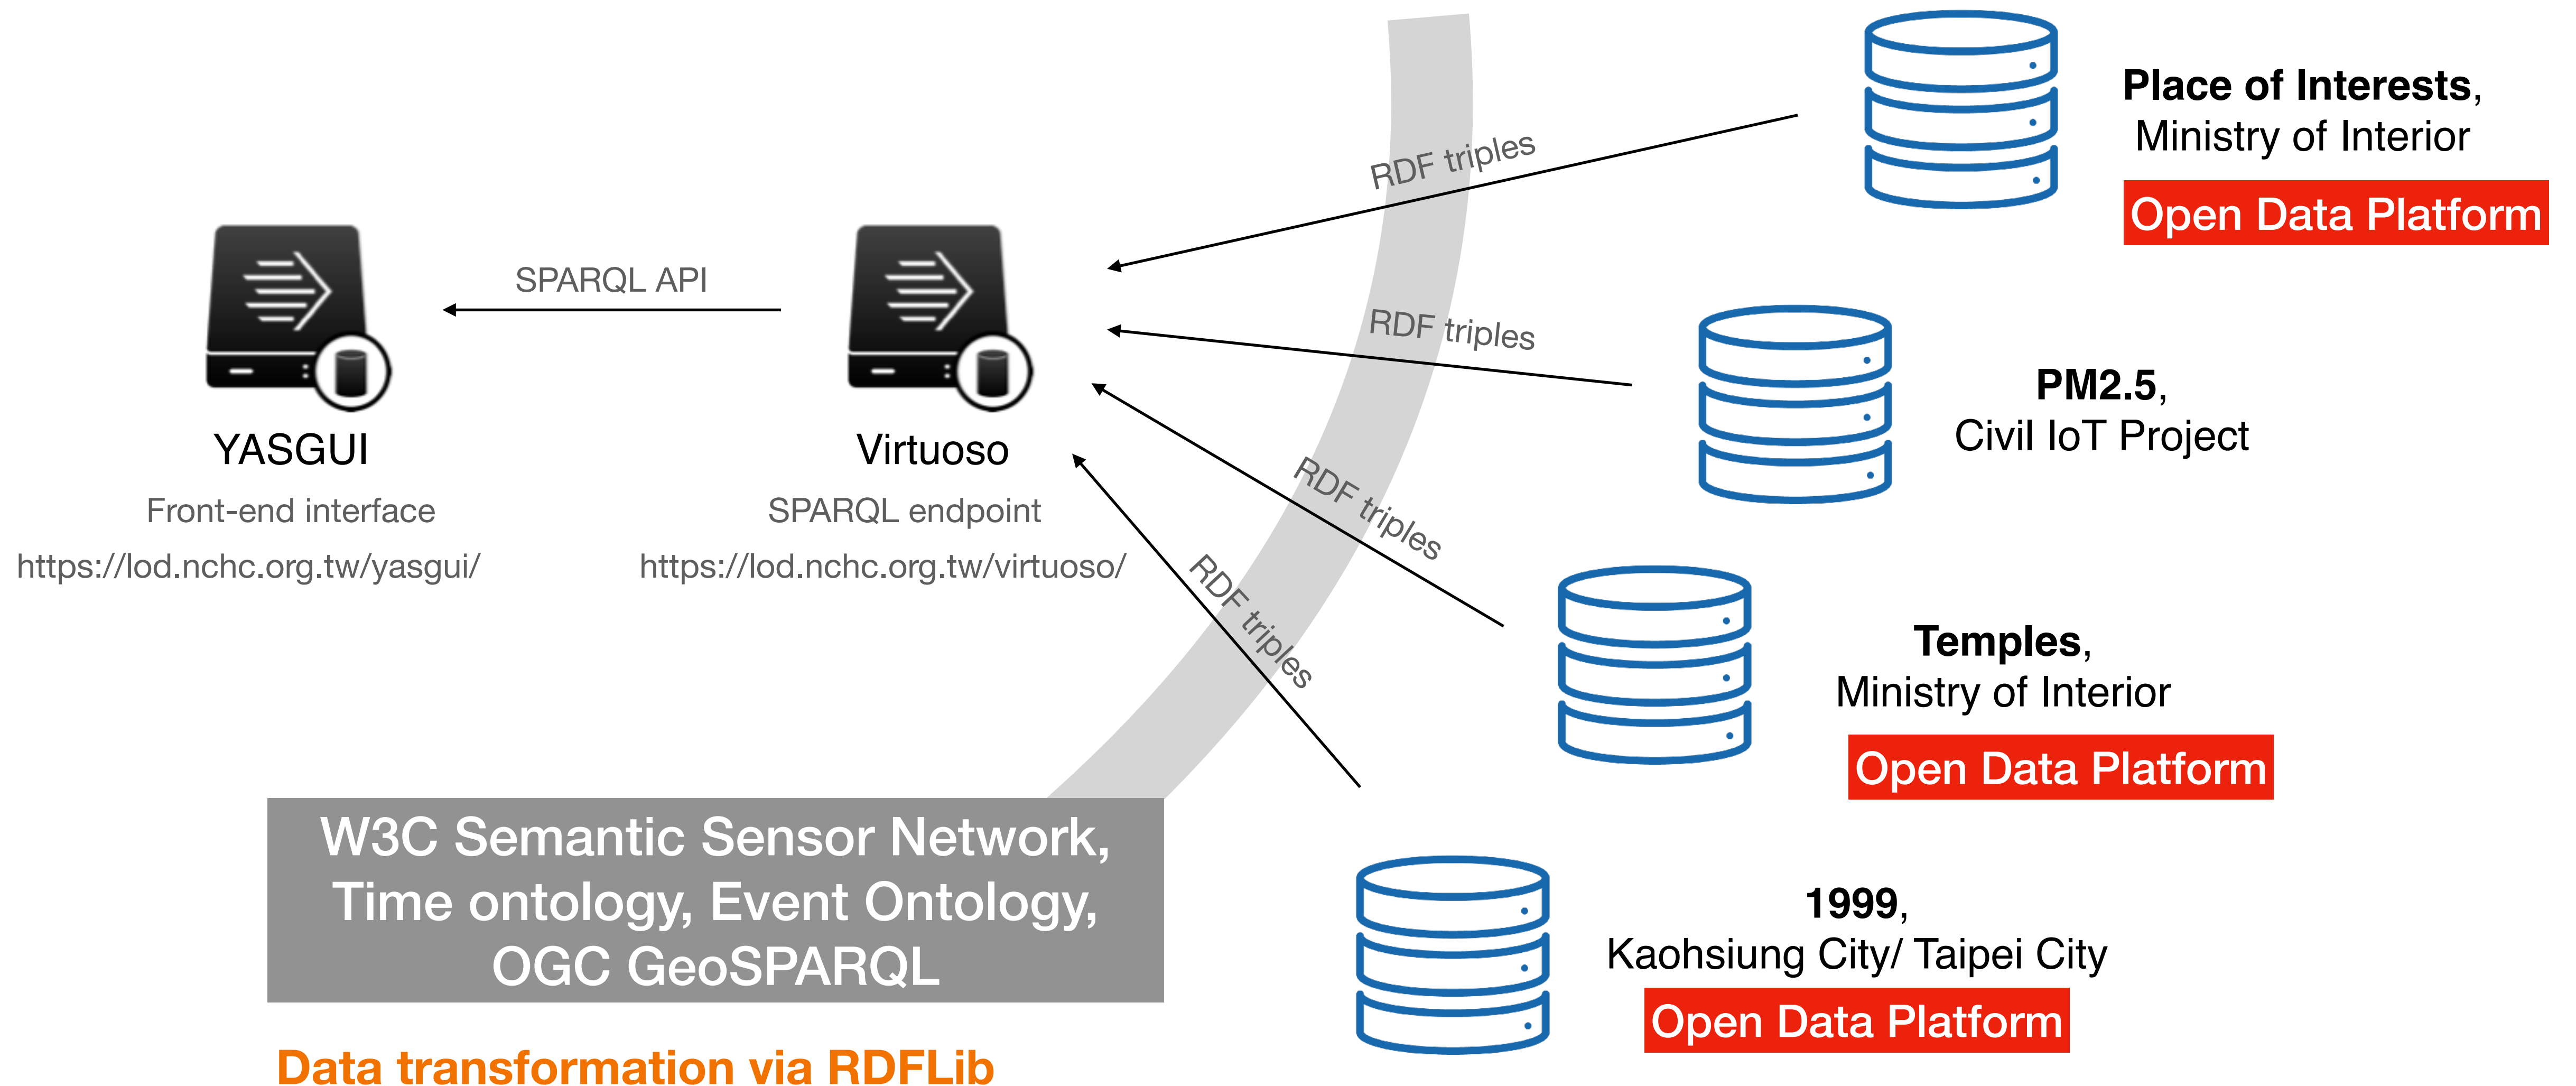 Place of Interests,
Ministry of Interior
Open Data Platform
RDF triples
SPARQL API
RDF triples
PM2.5,
Civil IoT Project
YASGUI
Front-end interface
https://lod.nchc.org.tw/yasgui/
Virtuoso
SPARQL endpoint
https://lod.nchc.org.tw/virtuoso/
RDF triples
RDF triples
Temples,
Ministry of Interior
Open Data Platform
W3C Semantic Sensor Network,
Time ontology, Event Ontology,
OGC GeoSPARQL
1999,
Kaohsiung City/ Taipei City
Open Data Platform
Data transformation via RDFLib